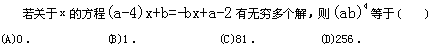 若关于x的方程(a-4)x+b=-bx+a-2有无穷多个解,则(ab)⁴等于( )
(A)0. (B)1. (C)81. (D)256.